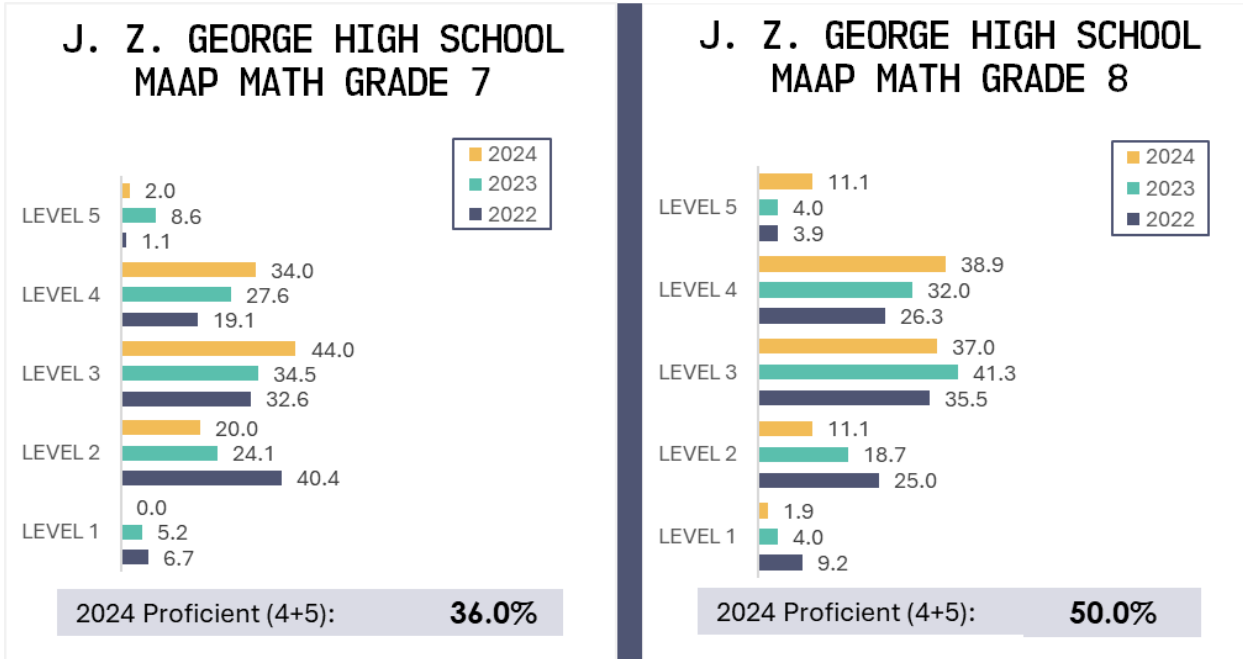 J. Z. GEORGE HIGH SCHOOL
MAAP MATH GRADE 7
2024
2023
2022
LEVEL 5
2.0
8.6
1.1
LEVEL 4
34.0
27.6
19.1
LEVEL 3
44.0
34.5
32.6
LEVEL 2
20.0
24.1
40.4
LEVEL 1
0.0
5.2
6.7
2024 Proficient (4+5): 36.0%
J. Z. GEORGE HIGH SCHOOL
MAAP MATH GRADE 8
2024
2023
2022
LEVEL 5
11.1
4.0
3.9
LEVEL 4
38.9
32.0
26.3
LEVEL 3
37.0
41.3
35.5
LEVEL 2
11.1
18.7
25.0
LEVEL 1
1.9
4.0
9.2
2024 Proficient (4+5): 50.0%